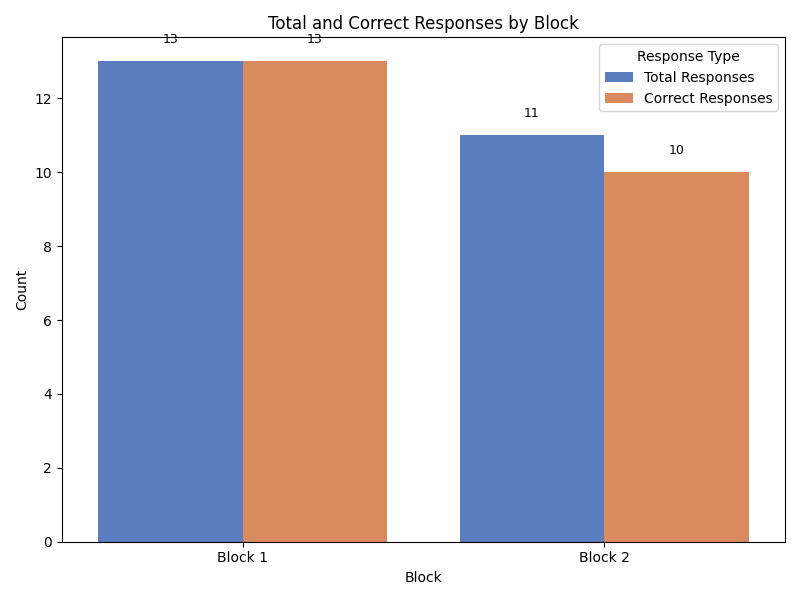 Total and Correct Responses by Block
13
13
11
10
Response Type
Total Responses
Correct Responses
Count
12
10
8
6
4
2
0
Block 1
Block 2
Block